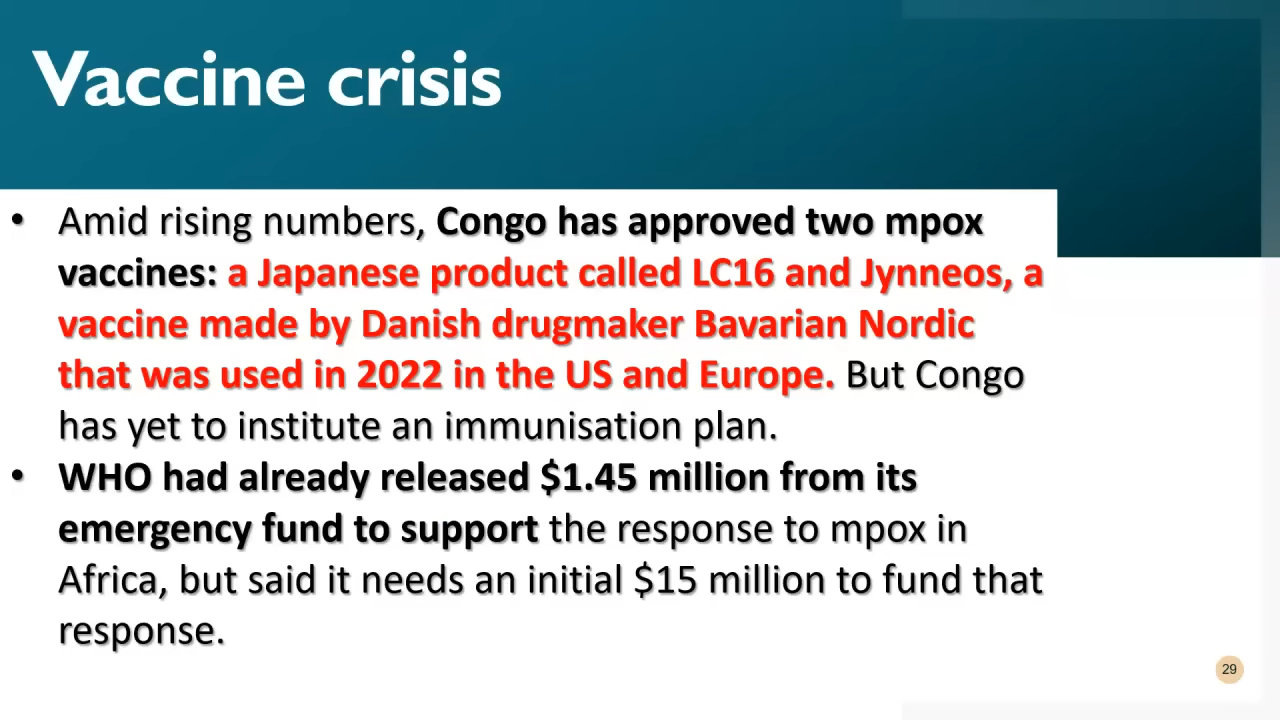 Vaccine crisis
• Amid rising numbers, Congo has approved two mpox
vaccines: a Japanese product called LC16 and Jynneos, a
vaccine made by Danish drugmaker Bavarian Nordic
that was used in 2022 in the US and Europe. But Congo
has yet to institute an immunisation plan.
• WHO had already released $1.45 million from its
emergency fund to support the response to mpox in
Africa, but said it needs an initial $15 million to fund that
response.
29